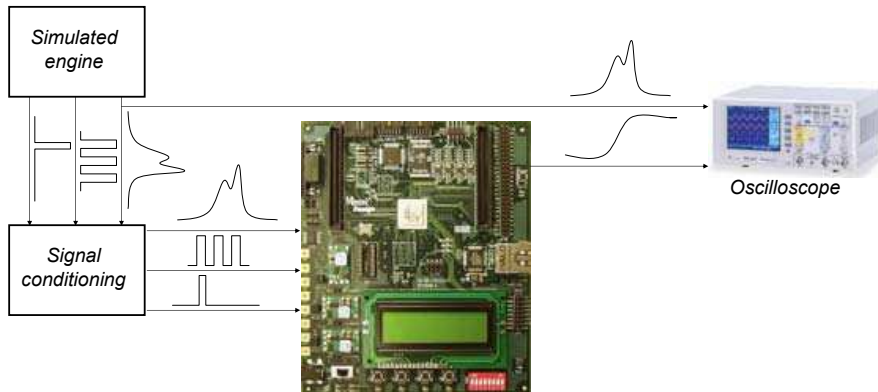 Simulated
engine
Signal
conditioning
Oscilloscope